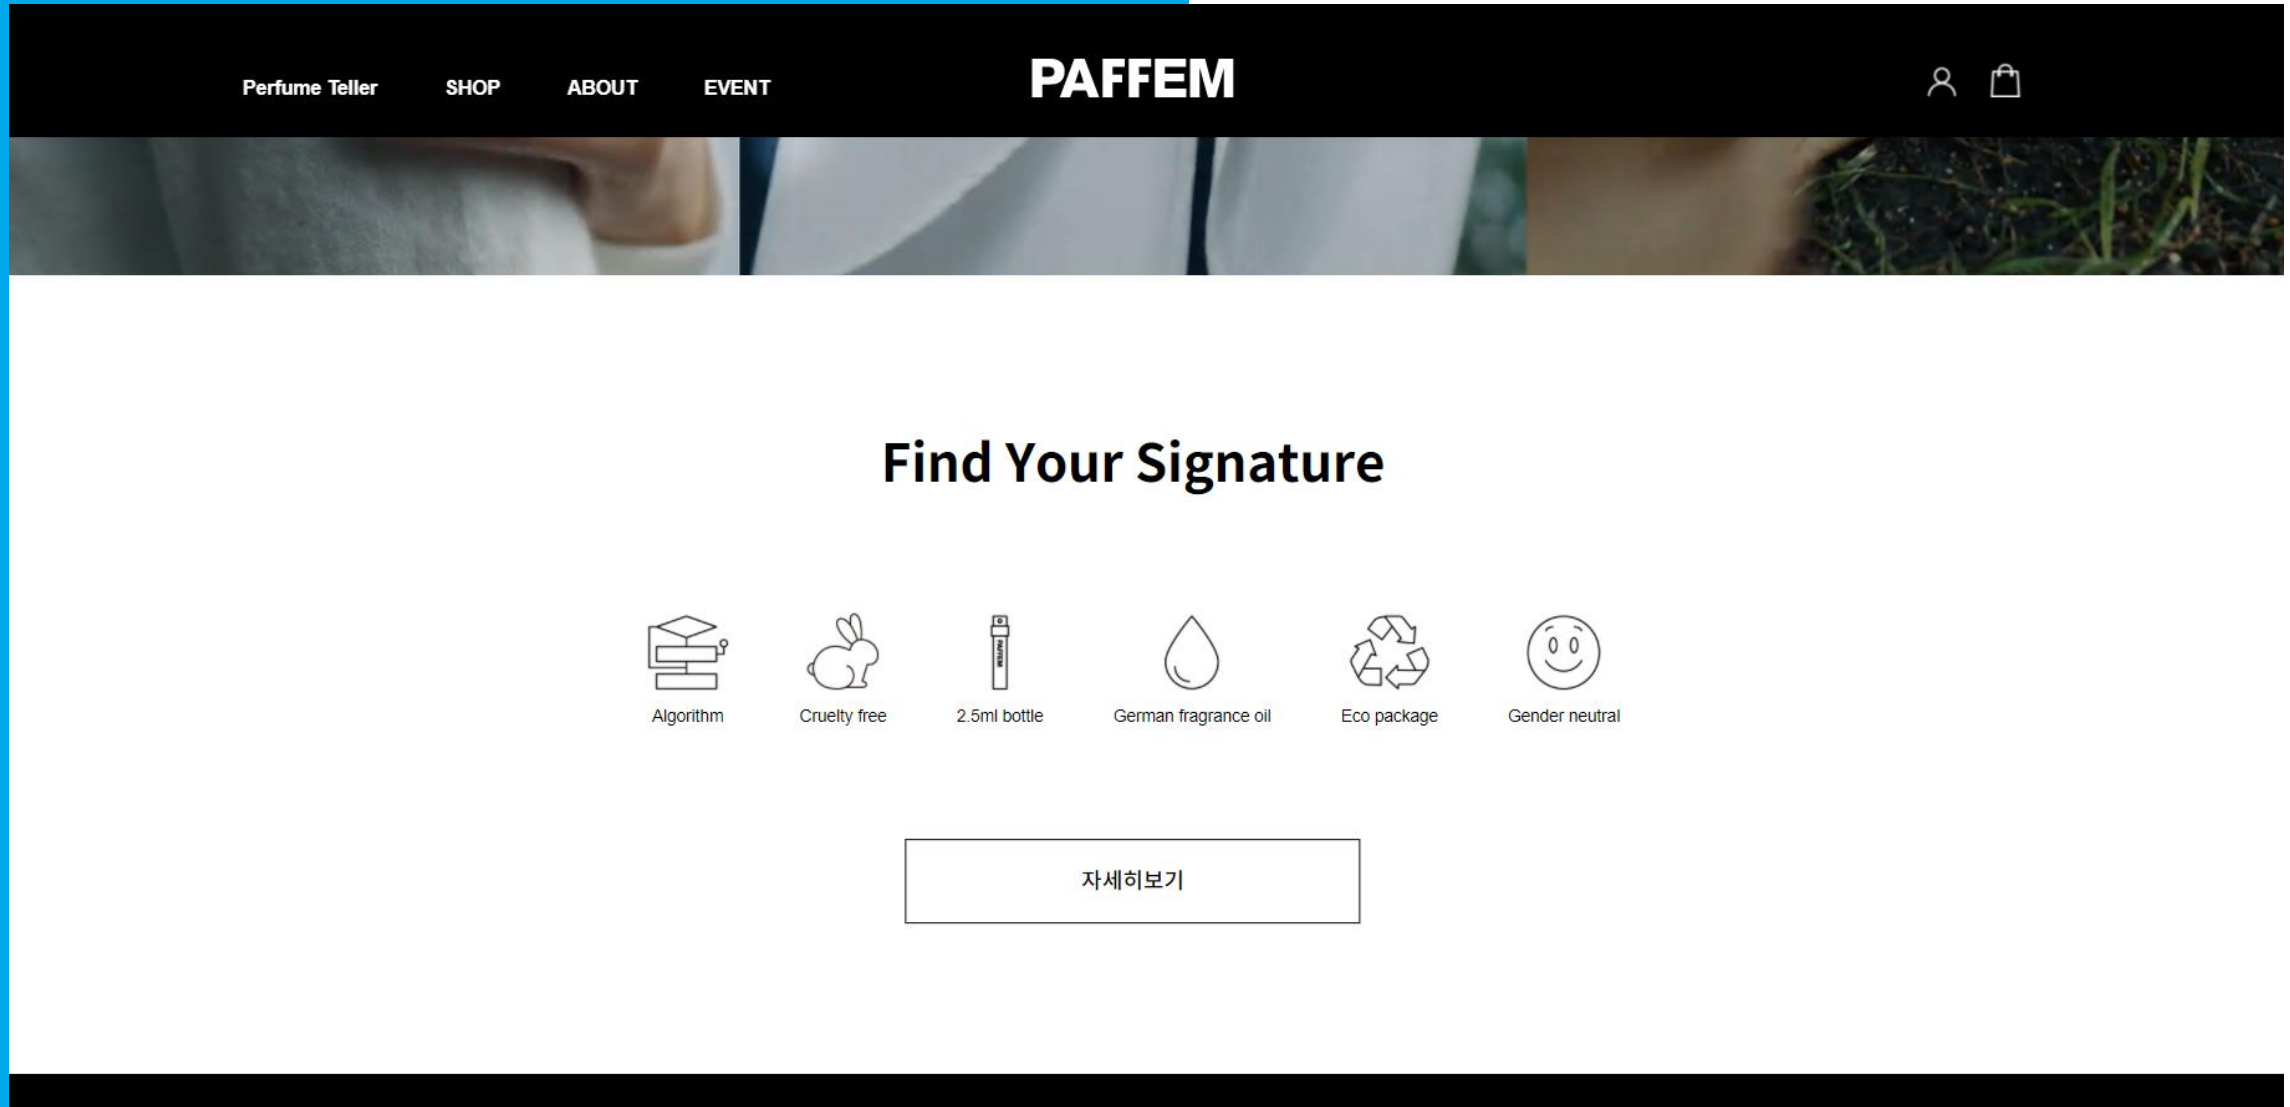 Perfume Teller SHOP ABOUT EVENT PAFFEM
Find Your Signature
PAFFEM
Algorithm Cruelty free 2.5ml bottle German fragrance oil Eco package Gender neutral
자세히보기